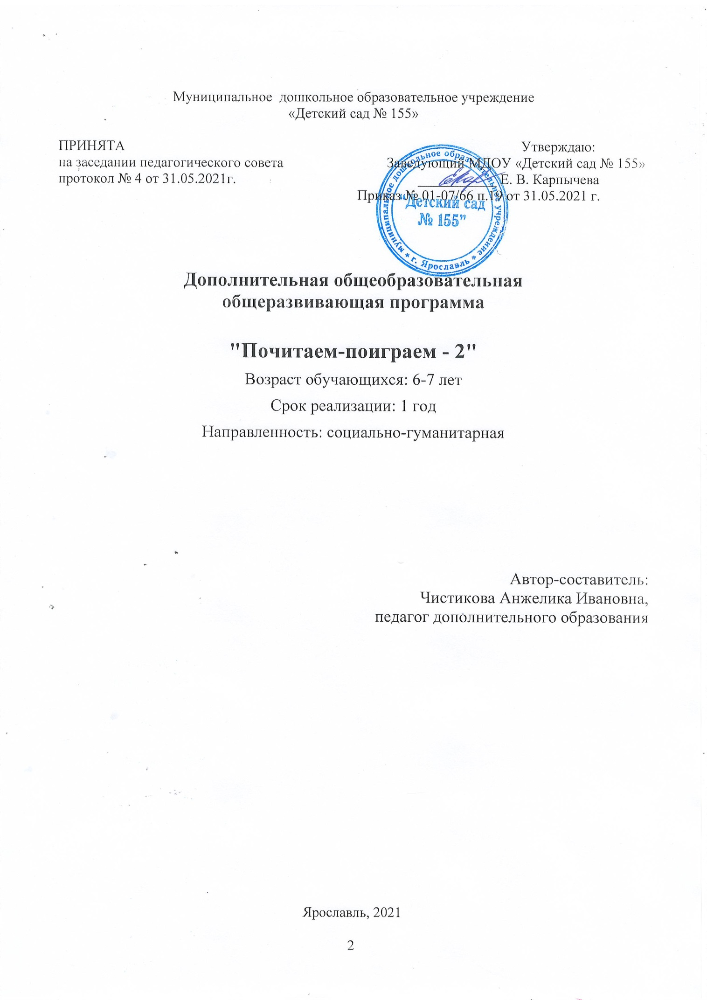 Муниципальное дошкольное образовательное учреждение
«Детский сад № 155»
ПРИНЯТА
на заседании педагогического совета
протокол № 4 от 31.05.2021г.
Утверждаю:
Заведующий МДОУ «Детский сад № 155»
____________ Е. В. Карпычева
Приказ № 01-07/66 п.19 от 31.05.2021 г.
муниципальное дошкольное образовательное учреждение * г. Ярославль *
“Детский сад
№ 155”
Дополнительная общеобразовательная
общеразвивающая программа
"Почитаем-поиграем - 2"
Возраст обучающихся: 6-7 лет
Срок реализации: 1 год
Направленность: социально-гуманитарная
Автор-составитель:
Чистикова Анжелика Ивановна,
педагог дополнительного образования
Ярославль, 2021
2